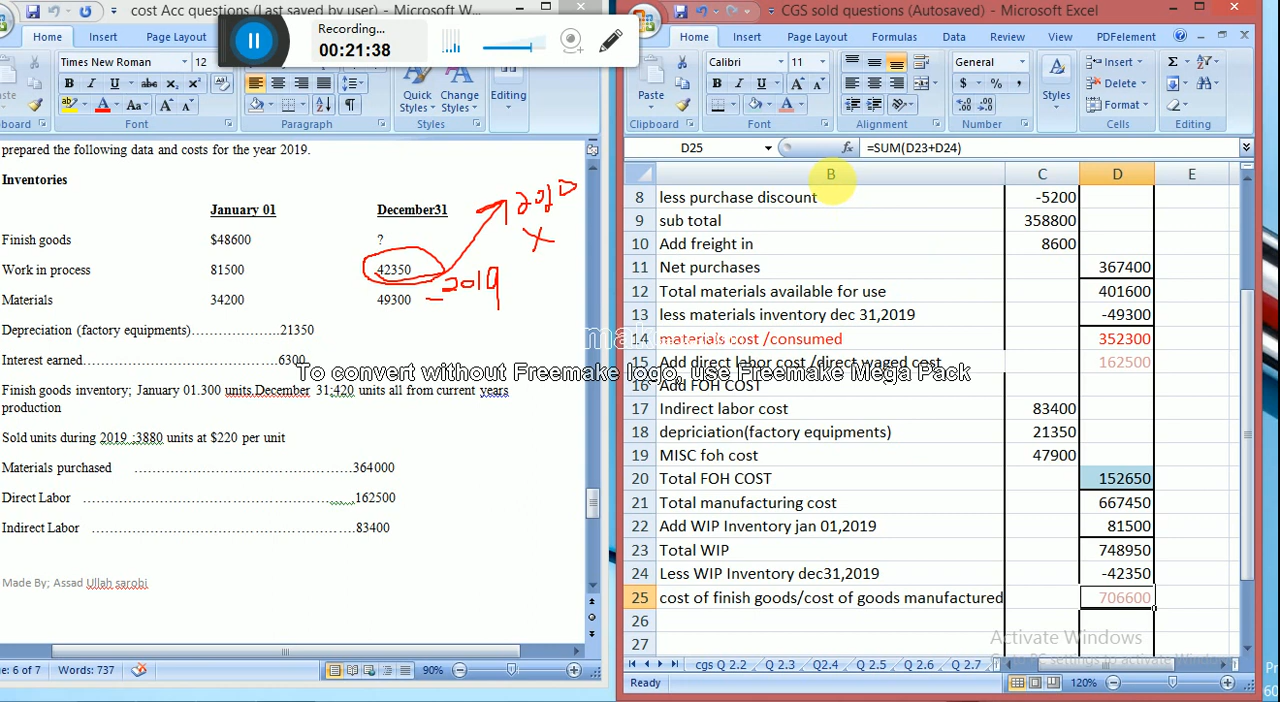 cost Acc questions (Last saved by user) - Microsoft W...
Home Insert Page Layout
Recording...
00:21:38
Times New Roman 12
Quick Styles
Change Styles
Editing
Font
Paragraph
Styles
prepared the following data and costs for the year 2019.
Inventories
January 01 December31
Finish goods $48600 ?
Work in process 81500 42350
Materials 34200 49300
2010
X
2019
Depreciation (factory equipments)......................21350
Interest earned.......................................................6300
Finish goods inventory; January 01.300 units.December 31;420 units all from current years
production
Sold units during 2019 ;3880 units at $220 per unit
Materials purchased ............................................364000
Direct Labor ......................................................162500
Indirect Labor ......................................................83400
Made By; Assad Ullah sarobi
Page: 6 of 7 Words: 737 90%
CGS sold questions (Autosaved) - Microsoft Excel
Home Insert Page Layout Formulas Data Review View PDFelement
Paste
Calibri 11
General
Styles
Insert
Delete
Format
Clipboard Font Alignment Number Cells Editing
D25 fx =SUM(D23+D24)
B C D E
8 less purchase discount -5200
9 sub total 358800
10 Add freight in 8600
11 Net purchases 367400
12 Total materials available for use 401600
13 less materials inventory dec 31,2019 -49300
14 materials cost /consumed 352300
15 Add direct labor cost /direct waged cost 162500
To convert without Freemake logo, use Freemake Mega Pack
16 Add FOH COST
17 Indirect labor cost 83400
18 depriciation(factory equipments) 21350
19 MISC foh cost 47900
20 Total FOH COST 152650
21 Total manufacturing cost 667450
22 Add WIP Inventory jan 01,2019 81500
23 Total WIP 748950
24 Less WIP Inventory dec31,2019 -42350
25 cost of finish goods/cost of goods manufactured 706600
26
27
Activate Windows
Go to PC settings to activate Windows
cgs Q 2.2 Q 2.3 Q2.4 Q 2.5 Q 2.6 Q 2.7
Ready 120%